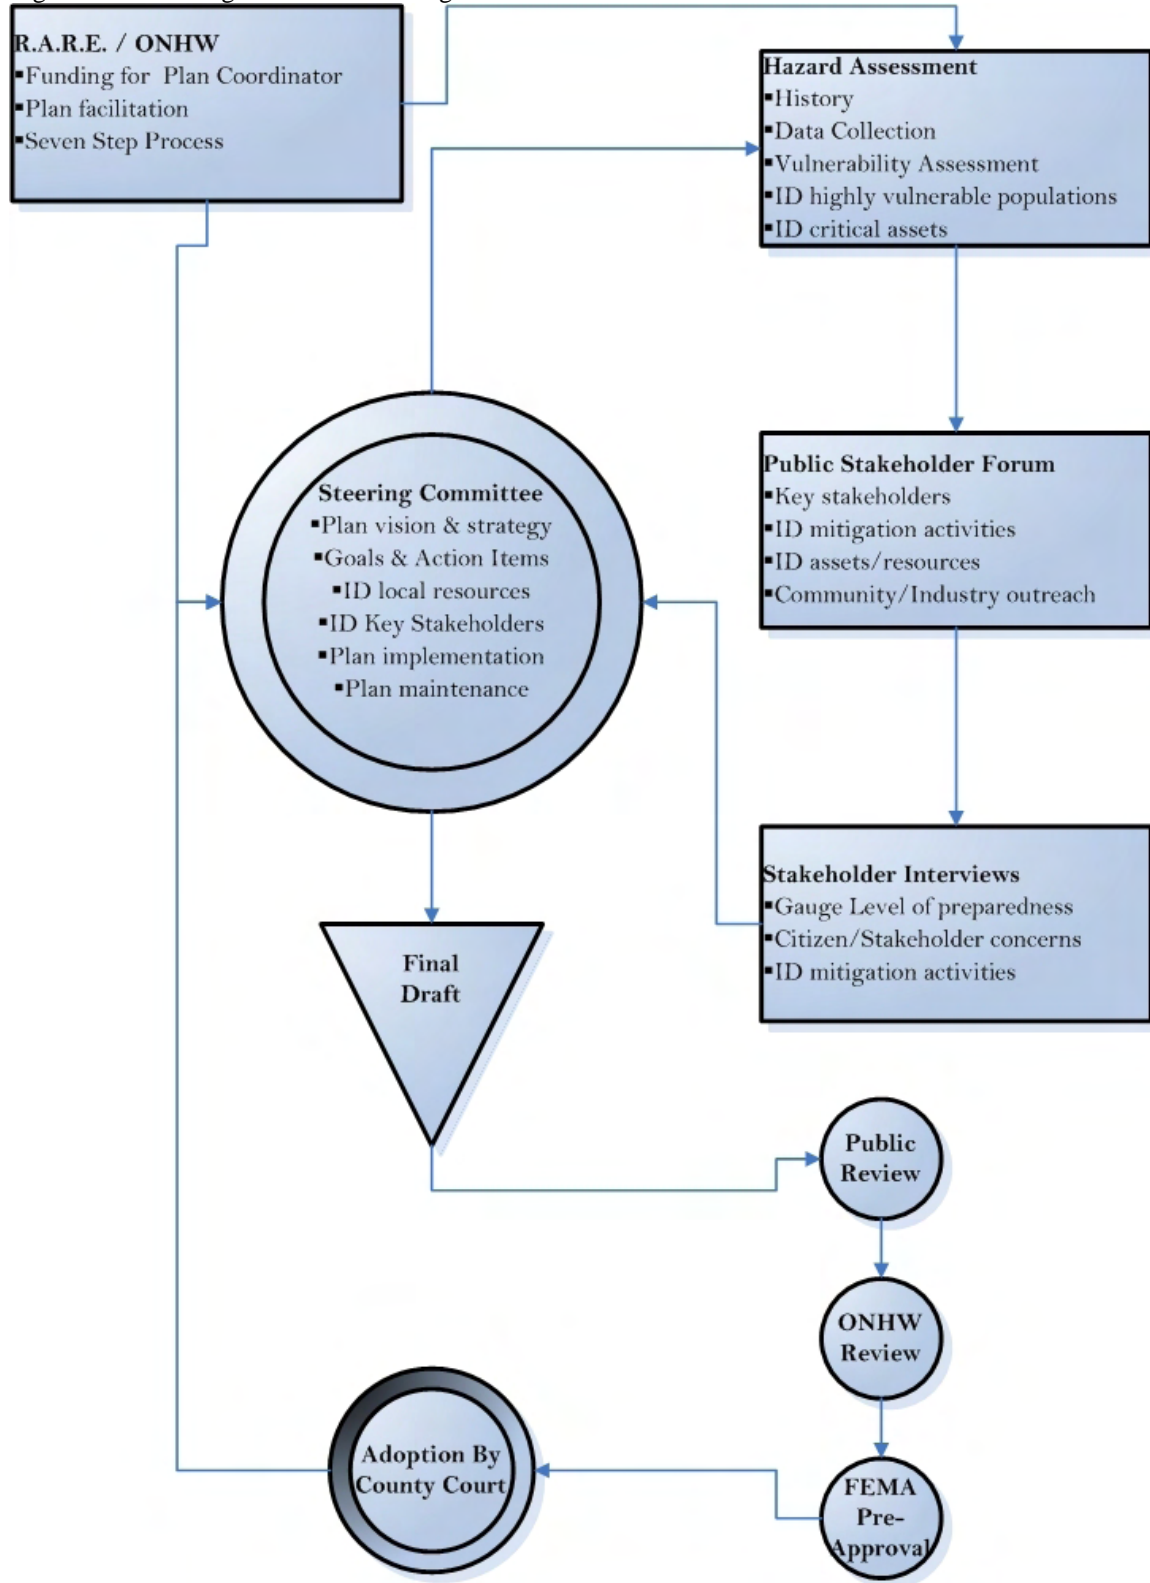 R.A.R.E. / ONHW
▪Funding for Plan Coordinator
▪Plan facilitation
▪Seven Step Process
Hazard Assessment
▪History
▪Data Collection
▪Vulnerability Assessment
▪ID highly vulnerable populations
▪ID critical assets
Steering Committee
▪Plan vision & strategy
▪Goals & Action Items
▪ID local resources
▪ID Key Stakeholders
▪Plan implementation
▪Plan maintenance
Public Stakeholder Forum
▪Key stakeholders
▪ID mitigation activities
▪ID assets/resources
▪Community/Industry outreach
Stakeholder Interviews
▪Gauge Level of preparedness
▪Citizen/Stakeholder concerns
▪ID mitigation activities
Final
Draft
Public
Review
ONHW
Review
FEMA
Pre-
Approval
Adoption By
County Court